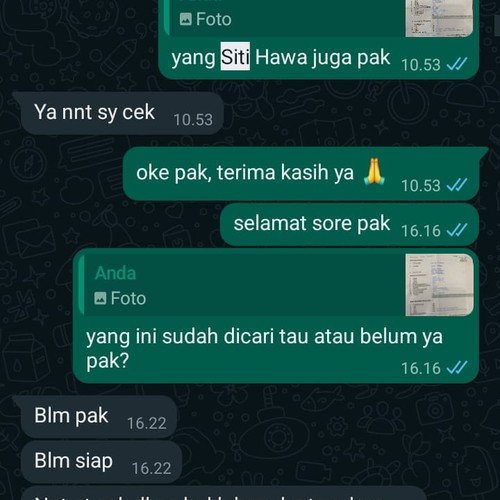 Foto
yang Siti Hawa juga pak 10.53
Ya nnt sy cek 10.53
oke pak, terima kasih ya 🙏 10.53
selamat sore pak 16.16
Anda
Foto
yang ini sudah dicari tau atau belum ya
pak? 16.16
Blm pak 16.22
Blm siap 16.22